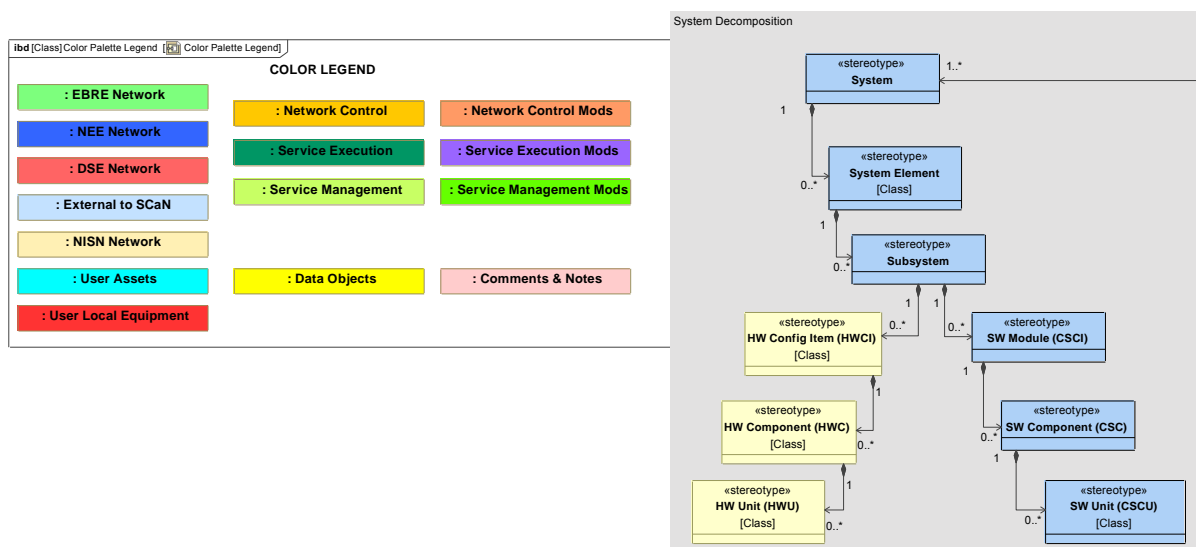 ibd [Class] Color Palette Legend [ Color Palette Legend]
COLOR LEGEND
: EBRE Network
: NEE Network
: DSE Network
: External to SCaN
: NISN Network
: User Assets
: User Local Equipment
: Network Control
: Service Execution
: Service Management
: Data Objects
: Network Control Mods
: Service Execution Mods
: Service Management Mods
: Comments & Notes
System Decomposition
«stereotype»
System
1..*
1
0..*
«stereotype»
System Element
[Class]
1
0..*
«stereotype»
Subsystem
1
1
0..*
0..*
«stereotype»
HW Config Item (HWCI)
[Class]
1
0..*
«stereotype»
HW Component (HWC)
[Class]
1
0..*
«stereotype»
HW Unit (HWU)
[Class]
«stereotype»
SW Module (CSCI)
1
0..*
«stereotype»
SW Component (CSC)
1
0..*
«stereotype»
SW Unit (CSCU)
[Class]